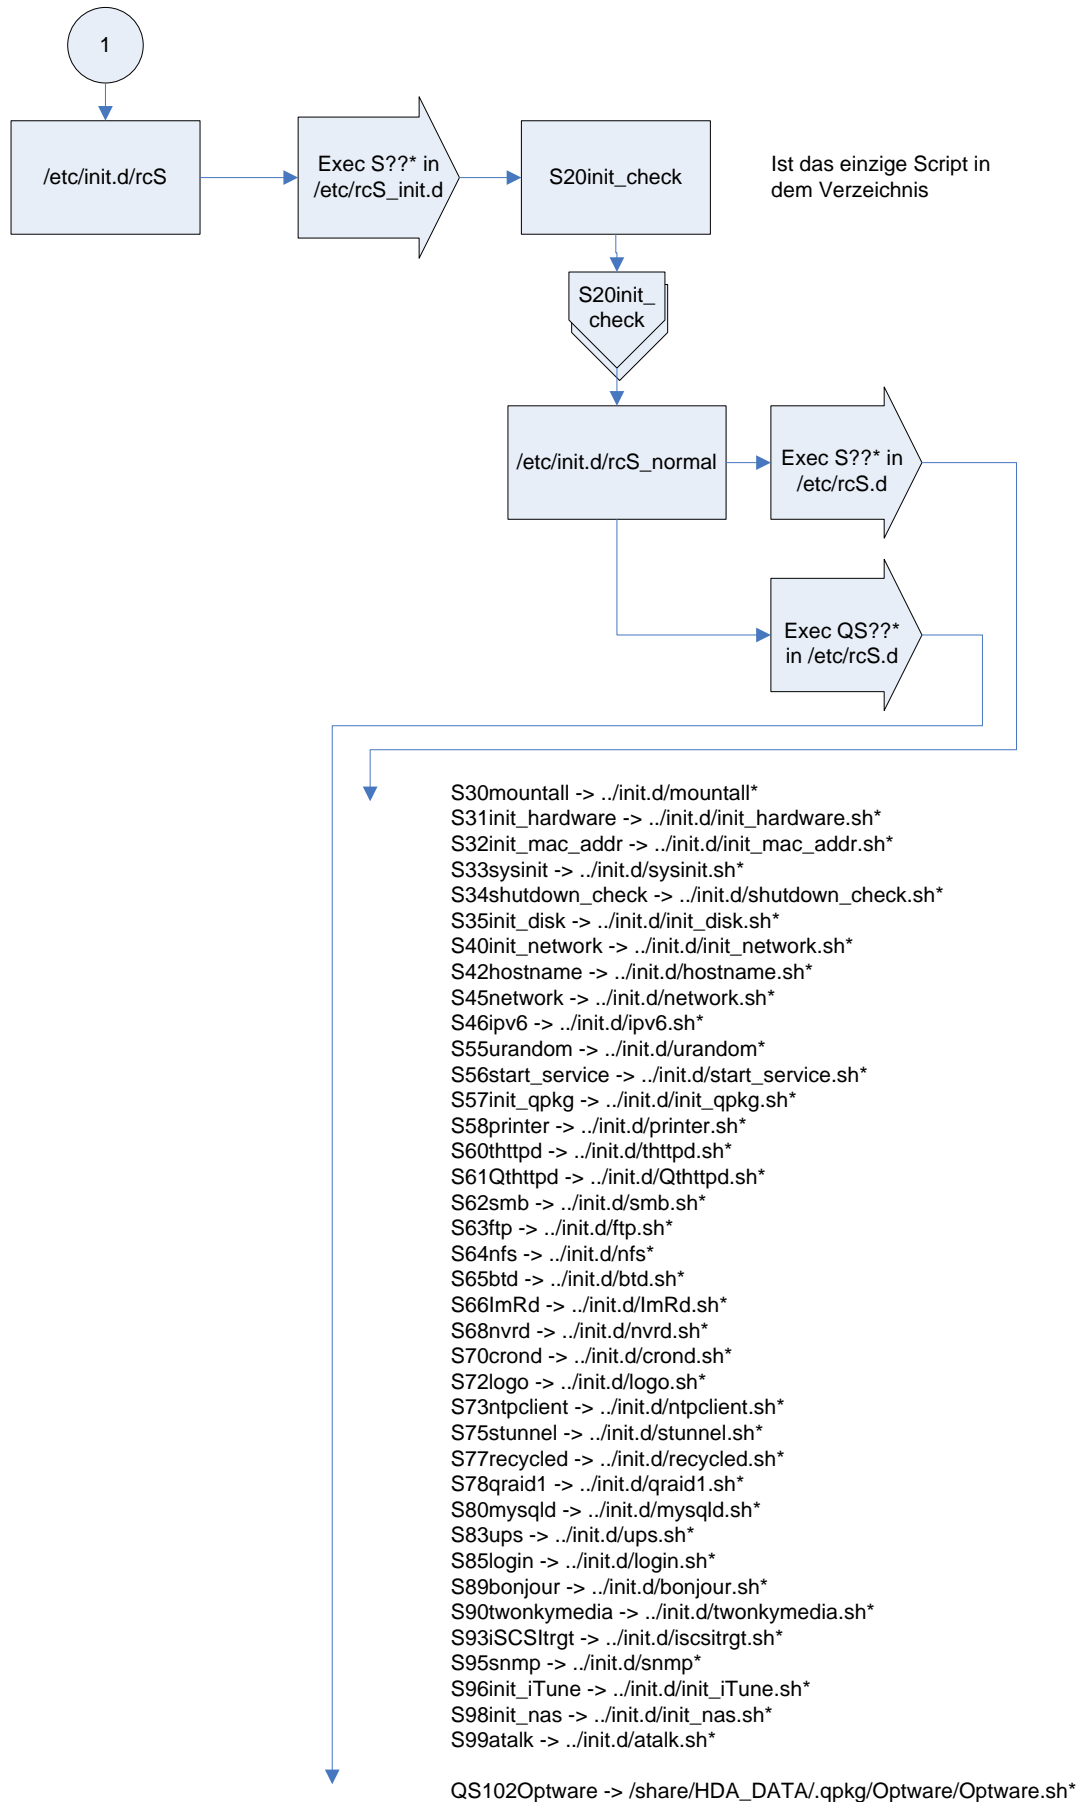 1
/etc/init.d/rcS
Exec S??* in
/etc/rcS_init.d
S20init_check
Ist das einzige Script in
dem Verzeichnis
S20init_
check
/etc/init.d/rcS_normal
Exec S??* in
/etc/rcS.d
Exec QS??*
in /etc/rcS.d
S30mountall -> ../init.d/mountall*
S31init_hardware -> ../init.d/init_hardware.sh*
S32init_mac_addr -> ../init.d/init_mac_addr.sh*
S33sysinit -> ../init.d/sysinit.sh*
S34shutdown_check -> ../init.d/shutdown_check.sh*
S35init_disk -> ../init.d/init_disk.sh*
S40init_network -> ../init.d/init_network.sh*
S42hostname -> ../init.d/hostname.sh*
S45network -> ../init.d/network.sh*
S46ipv6 -> ../init.d/ipv6.sh*
S55urandom -> ../init.d/urandom*
S56start_service -> ../init.d/start_service.sh*
S57init_qpkg -> ../init.d/init_qpkg.sh*
S58printer -> ../init.d/printer.sh*
S60thttpd -> ../init.d/thttpd.sh*
S61Qthttpd -> ../init.d/Qthttpd.sh*
S62smb -> ../init.d/smb.sh*
S63ftp -> ../init.d/ftp.sh*
S64nfs -> ../init.d/nfs*
S65btd -> ../init.d/btd.sh*
S66ImRd -> ../init.d/ImRd.sh*
S68nvrd -> ../init.d/nvrd.sh*
S70crond -> ../init.d/crond.sh*
S72logo -> ../init.d/logo.sh*
S73ntpclient -> ../init.d/ntpclient.sh*
S75stunnel -> ../init.d/stunnel.sh*
S77recycled -> ../init.d/recycled.sh*
S78qraid1 -> ../init.d/qraid1.sh*
S80mysqld -> ../init.d/mysqld.sh*
S83ups -> ../init.d/ups.sh*
S85login -> ../init.d/login.sh*
S89bonjour -> ../init.d/bonjour.sh*
S90twonkymedia -> ../init.d/twonkymedia.sh*
S93iSCSItrgt -> ../init.d/iscsitrgt.sh*
S95snmp -> ../init.d/snmp*
S96init_iTune -> ../init.d/init_iTune.sh*
S98init_nas -> ../init.d/init_nas.sh*
S99atalk -> ../init.d/atalk.sh*
QS102Optware -> /share/HDA_DATA/.qpkg/Optware/Optware.sh*